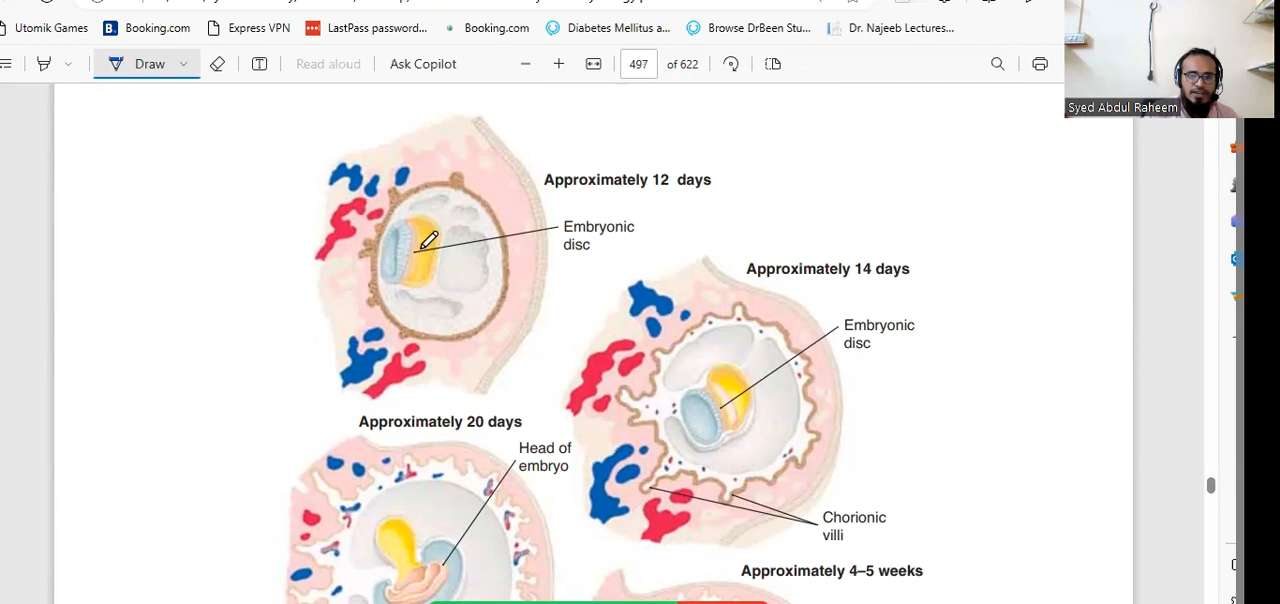 Utomik Games
Booking.com
Express VPN
LastPass password...
Booking.com
Diabetes Mellitus a...
Browse DrBeen Stu...
Dr. Najeeb Lectures...
Draw
Read aloud
Ask Copilot
497 of 622
Syed Abdul Raheem
Approximately 12 days
Embryonic
disc
Approximately 14 days
Embryonic
disc
Approximately 20 days
Head of
embryo
Chorionic
villi
Approximately 4–5 weeks